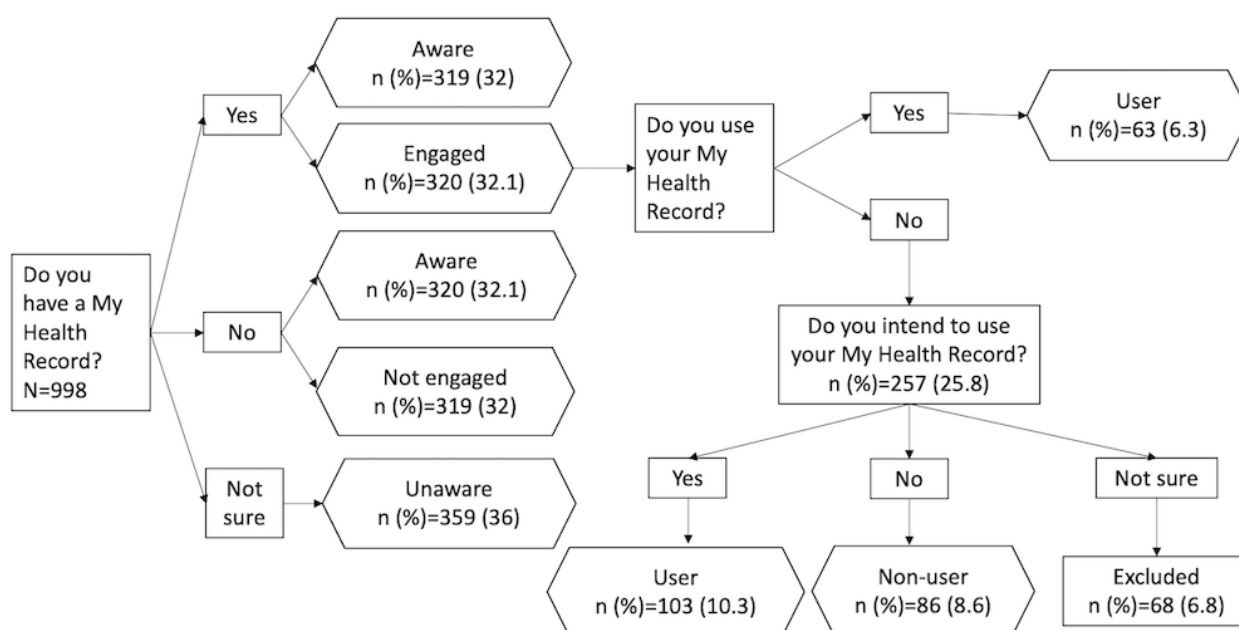 Do you
have a My
Health
Record?
N=998
Yes
Aware
n (%)=319 (32)
Engaged
n (%)=320 (32.1)
No
Aware
n (%)=320 (32.1)
Not engaged
n (%)=319 (32)
Not
sure
Unaware
n (%)=359 (36)
Do you use
your My
Health
Record?
Yes
User
n (%)=63 (6.3)
No
Do you intend to use
your My Health Record?
n (%)=257 (25.8)
Yes
User
n (%)=103 (10.3)
No
Non-user
n (%)=86 (8.6)
Not sure
Excluded
n (%)=68 (6.8)